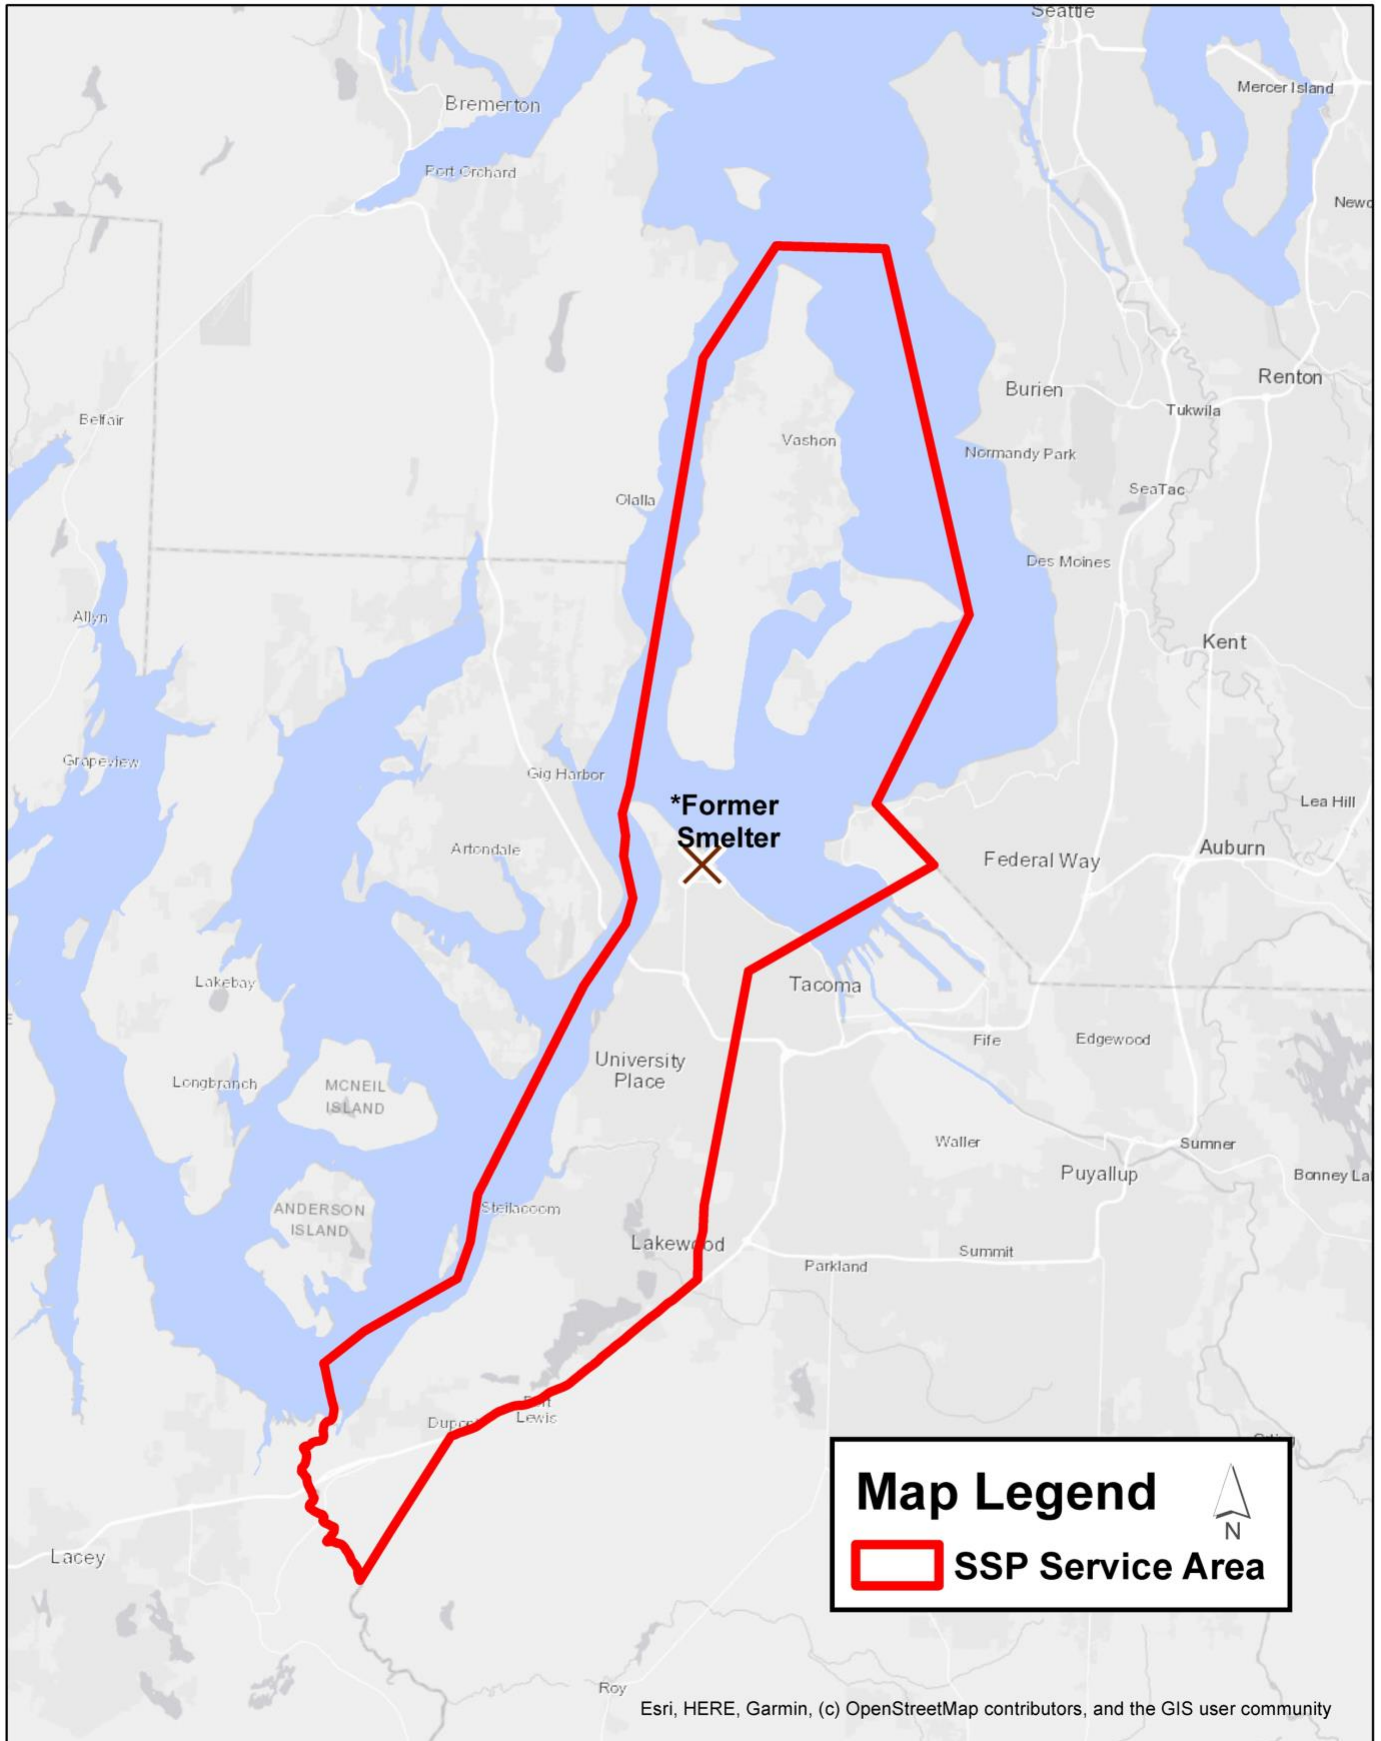 Seattle
Mercer Island
Bremerton
Port Orchard
Newc
Renton
Burien
Tukwila
Belfair
Vashon
Normandy Park
SeaTac
Olalla
Des Moines
Allyn
Kent
Grapeview
Gig Harbor
*Former
Smelter
Lea Hill
Artondale
Auburn
Federal Way
Lakebay
Tacoma
Fife
Edgewood
University
Place
Longbranch
MCNEIL
ISLAND
Waller
Sumner
Puyallup
Bonney La
ANDERSON
ISLAND
Steilacoom
Lakewood
Summit
Parkland
Dupont
Fort
Lewis
Map Legend
N
SSP Service Area
Lacey
Roy
Esri, HERE, Garmin, (c) OpenStreetMap contributors, and the GIS user community